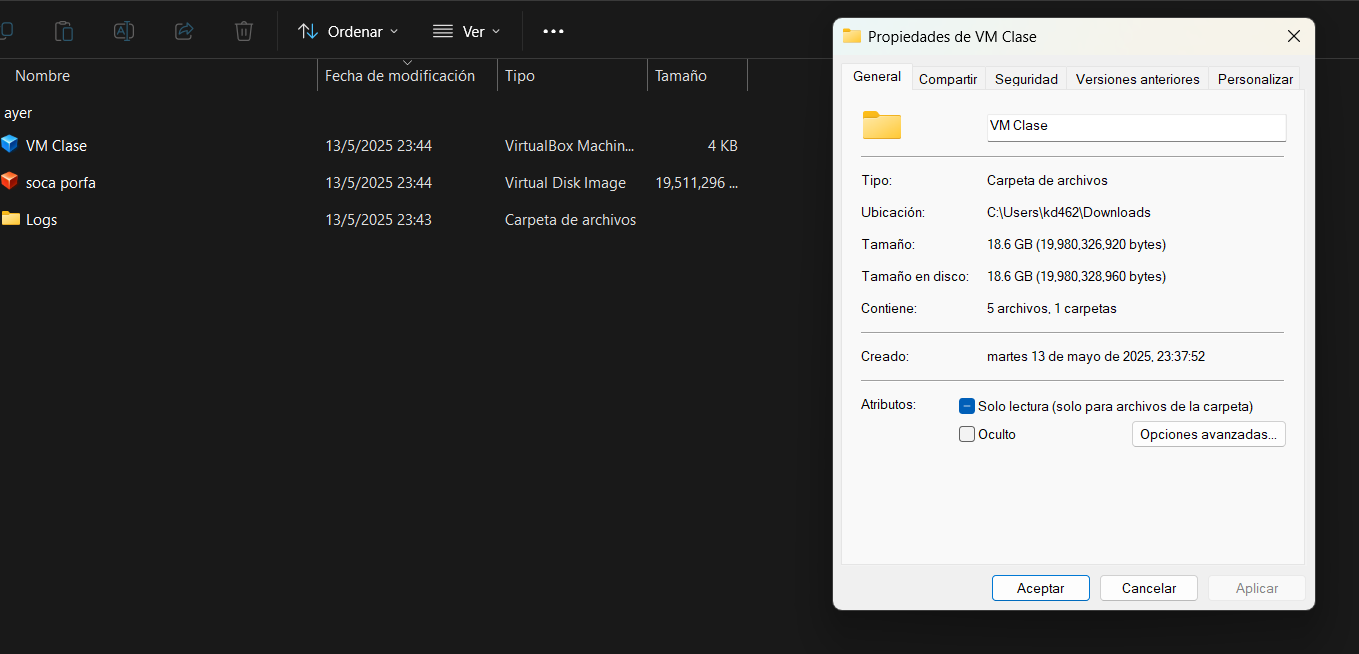 Ordenar
Ver
Nombre Fecha de modificación Tipo Tamaño
ayer
VM Clase 13/5/2025 23:44 VirtualBox Machin... 4 KB
soca porfa 13/5/2025 23:44 Virtual Disk Image 19,511,296 ...
Logs 13/5/2025 23:43 Carpeta de archivos
Propiedades de VM Clase
General Compartir Seguridad Versiones anteriores Personalizar
VM Clase
Tipo: Carpeta de archivos
Ubicación: C:\Users\kd462\Downloads
Tamaño: 18.6 GB (19,980,326,920 bytes)
Tamaño en disco: 18.6 GB (19,980,328,960 bytes)
Contiene: 5 archivos, 1 carpetas
Creado: martes 13 de mayo de 2025, 23:37:52
Atributos: Solo lectura (solo para archivos de la carpeta)
Oculto Opciones avanzadas...
Aceptar Cancelar Aplicar